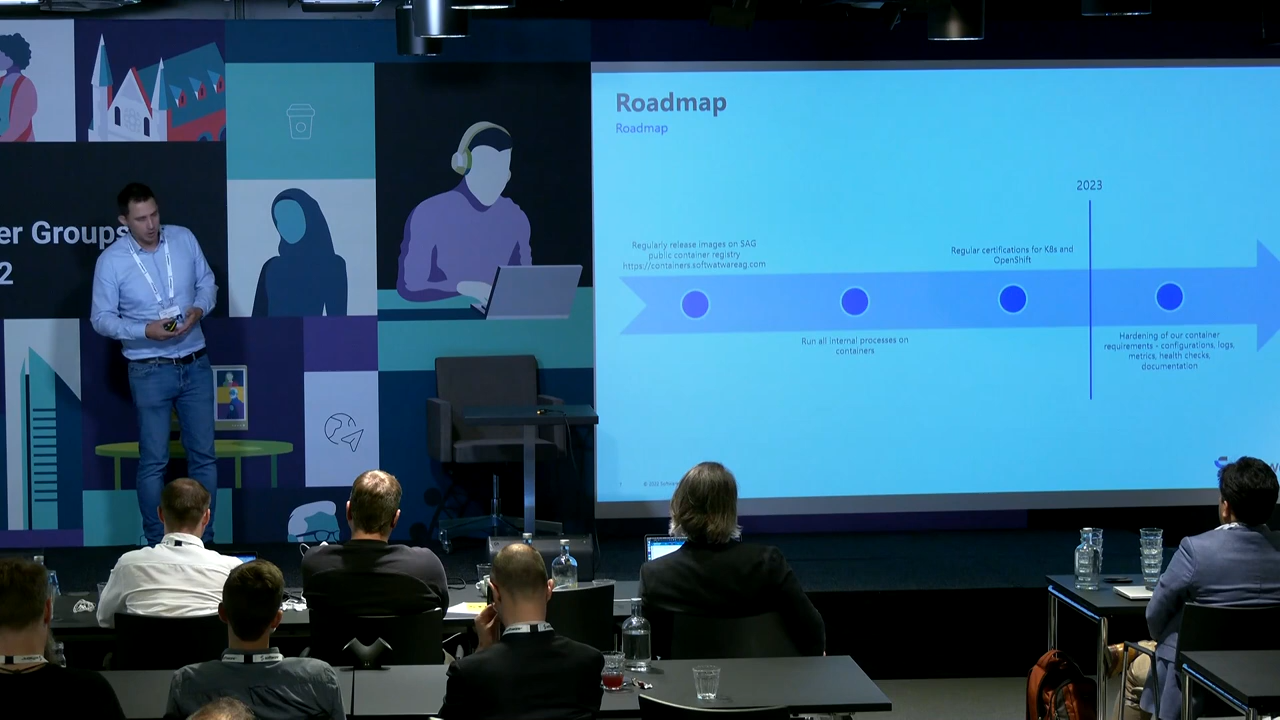 er Groups
2
Roadmap
Roadmap
2023
Regularly release images on SAG
public container registry
https://containers.softwatwareag.com
Regular certifications for K8s and
OpenShift
Run all internal processes on
containers
Hardening of our container
requirements - configurations, logs,
metrics, health checks,
documentation